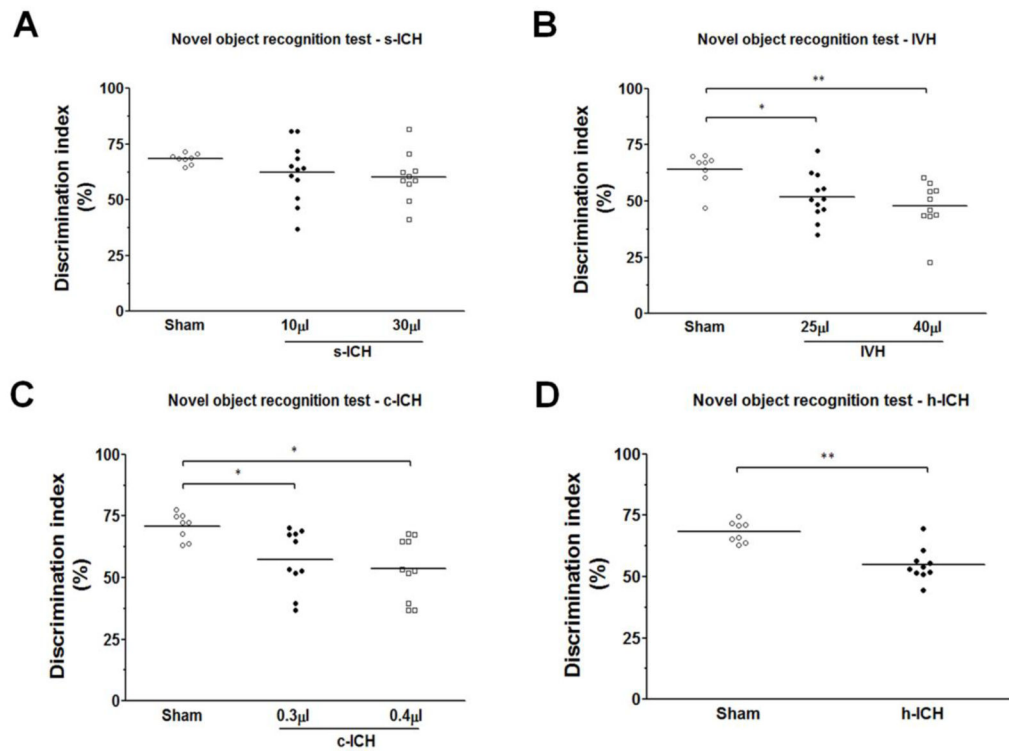 A
Novel object recognition test - s-ICH
Discrimination index
(%)
100
75
50
25
0
Sham
10µl
30µl
s-ICH
B
Novel object recognition test - IVH
Discrimination index
(%)
100
75
50
25
0
**
*
Sham
25µl
40µl
IVH
C
Novel object recognition test - c-ICH
Discrimination index
(%)
100
75
50
25
0
*
*
Sham
0.3µl
0.4µl
c-ICH
D
Novel object recognition test - h-ICH
Discrimination index
(%)
100
75
50
25
0
**
Sham
h-ICH